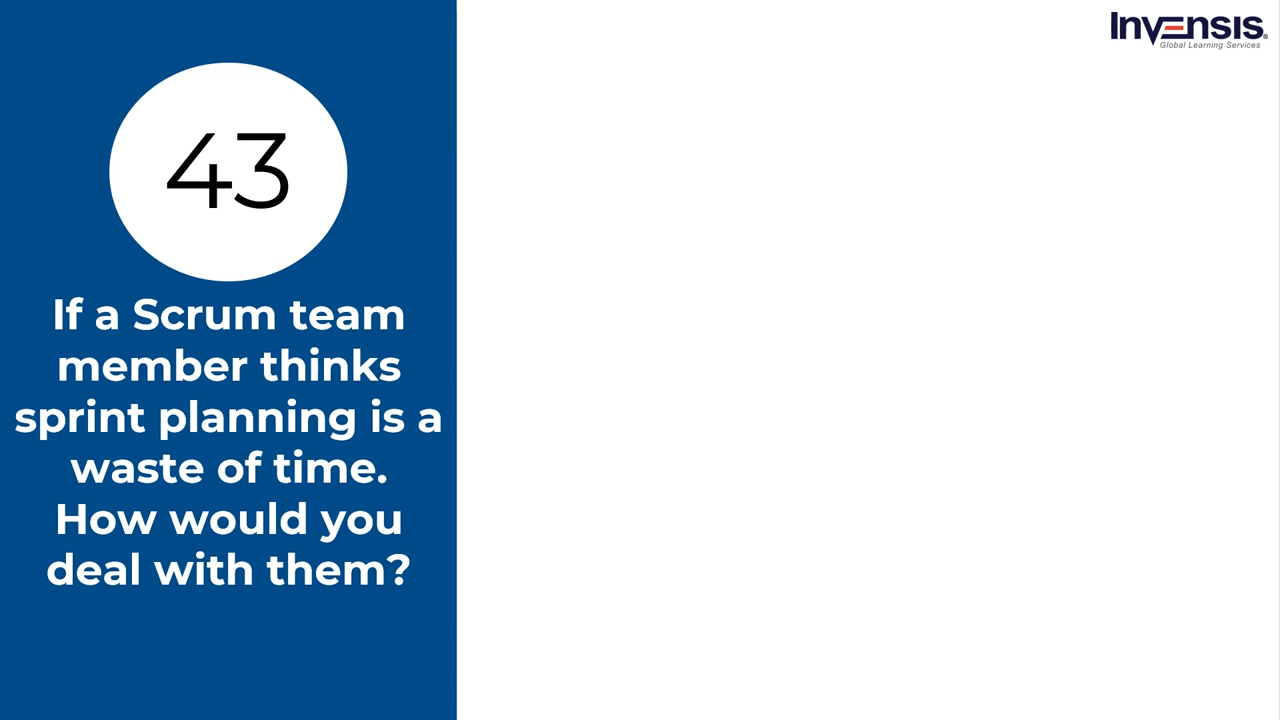 Invensis®
Global Learning Services
43
If a Scrum team
member thinks
sprint planning is a
waste of time.
How would you
deal with them?